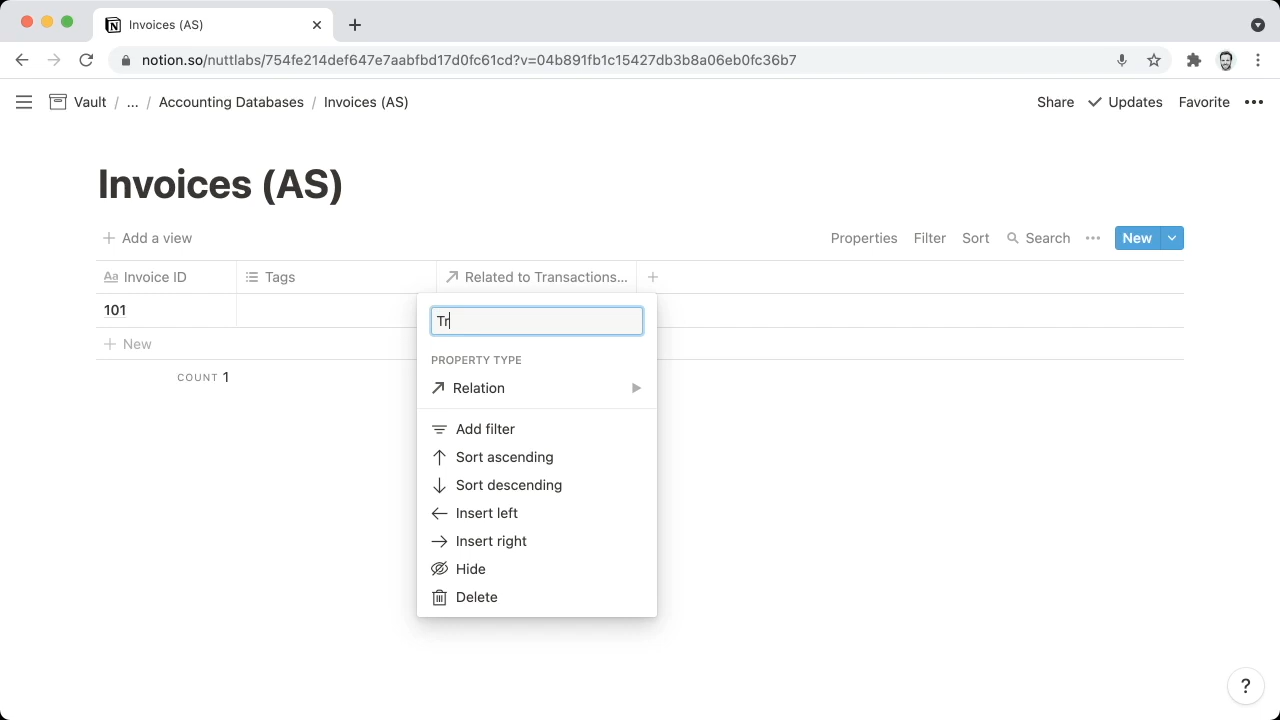 Invoices (AS)
notion.so/nuttlabs/754fe214def647e7aabfbd17d0fc61cd?v=04b891fb1c15427db3b8a06eb0fc36b7
Vault / ... / Accounting Databases / Invoices (AS)
Share Updates Favorite
Invoices (AS)
Add a view
Properties Filter Sort Search New
Aa Invoice ID Tags Related to Transactions...
101
New
COUNT 1
Tr
PROPERTY TYPE
Relation
Add filter
Sort ascending
Sort descending
Insert left
Insert right
Hide
Delete
?